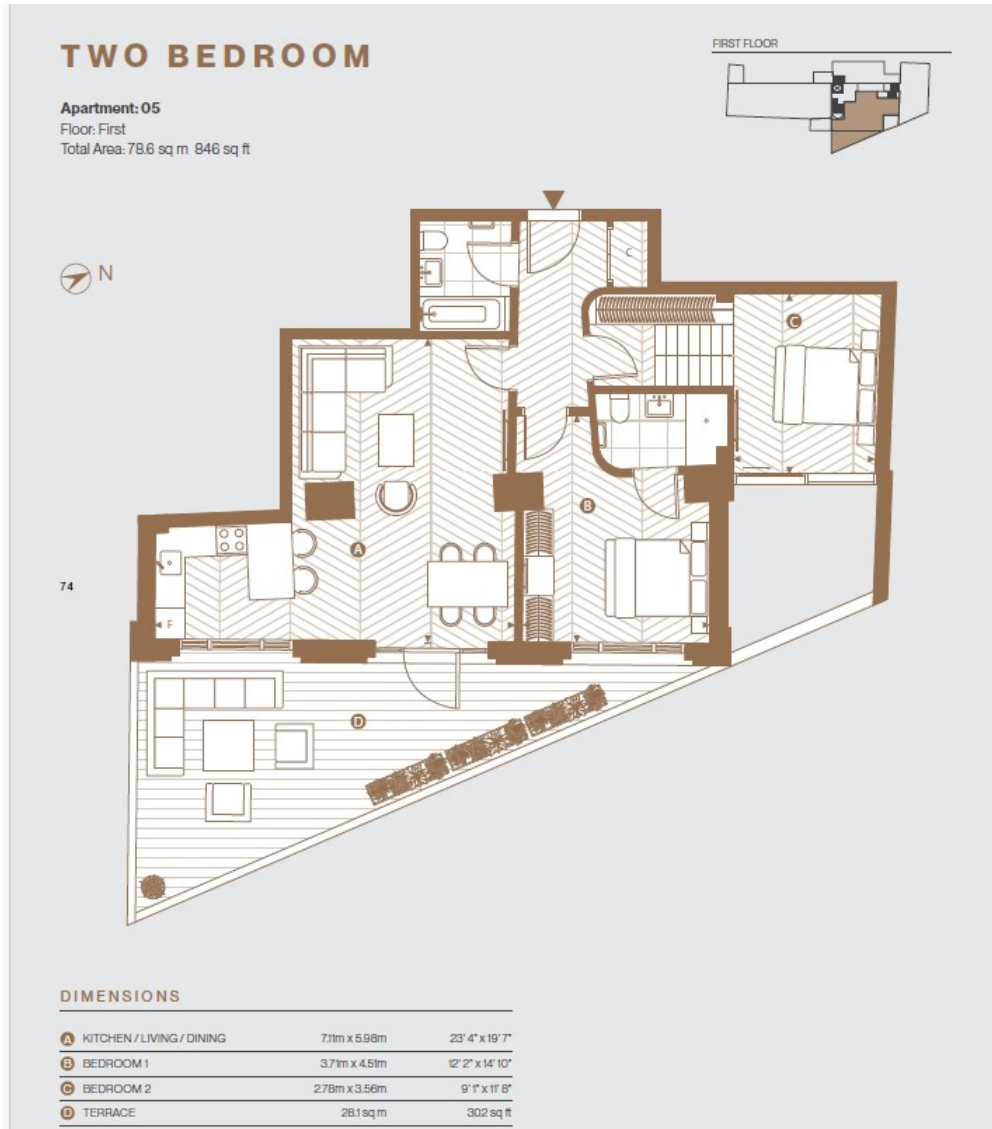 TWO BEDROOM
FIRST FLOOR
Apartment: 05
Floor: First
Total Area: 78.6 sq m 846 sq ft
N
C
C
B
A
74
F
D
DIMENSIONS
A KITCHEN / LIVING / DINING 7.11m x 5.98m 23' 4" x 19' 7"
B BEDROOM 1 3.71m x 4.51m 12' 2" x 14' 10"
C BEDROOM 2 2.78m x 3.56m 9' 1" x 11' 8"
D TERRACE 28.1 sq m 302 sq ft